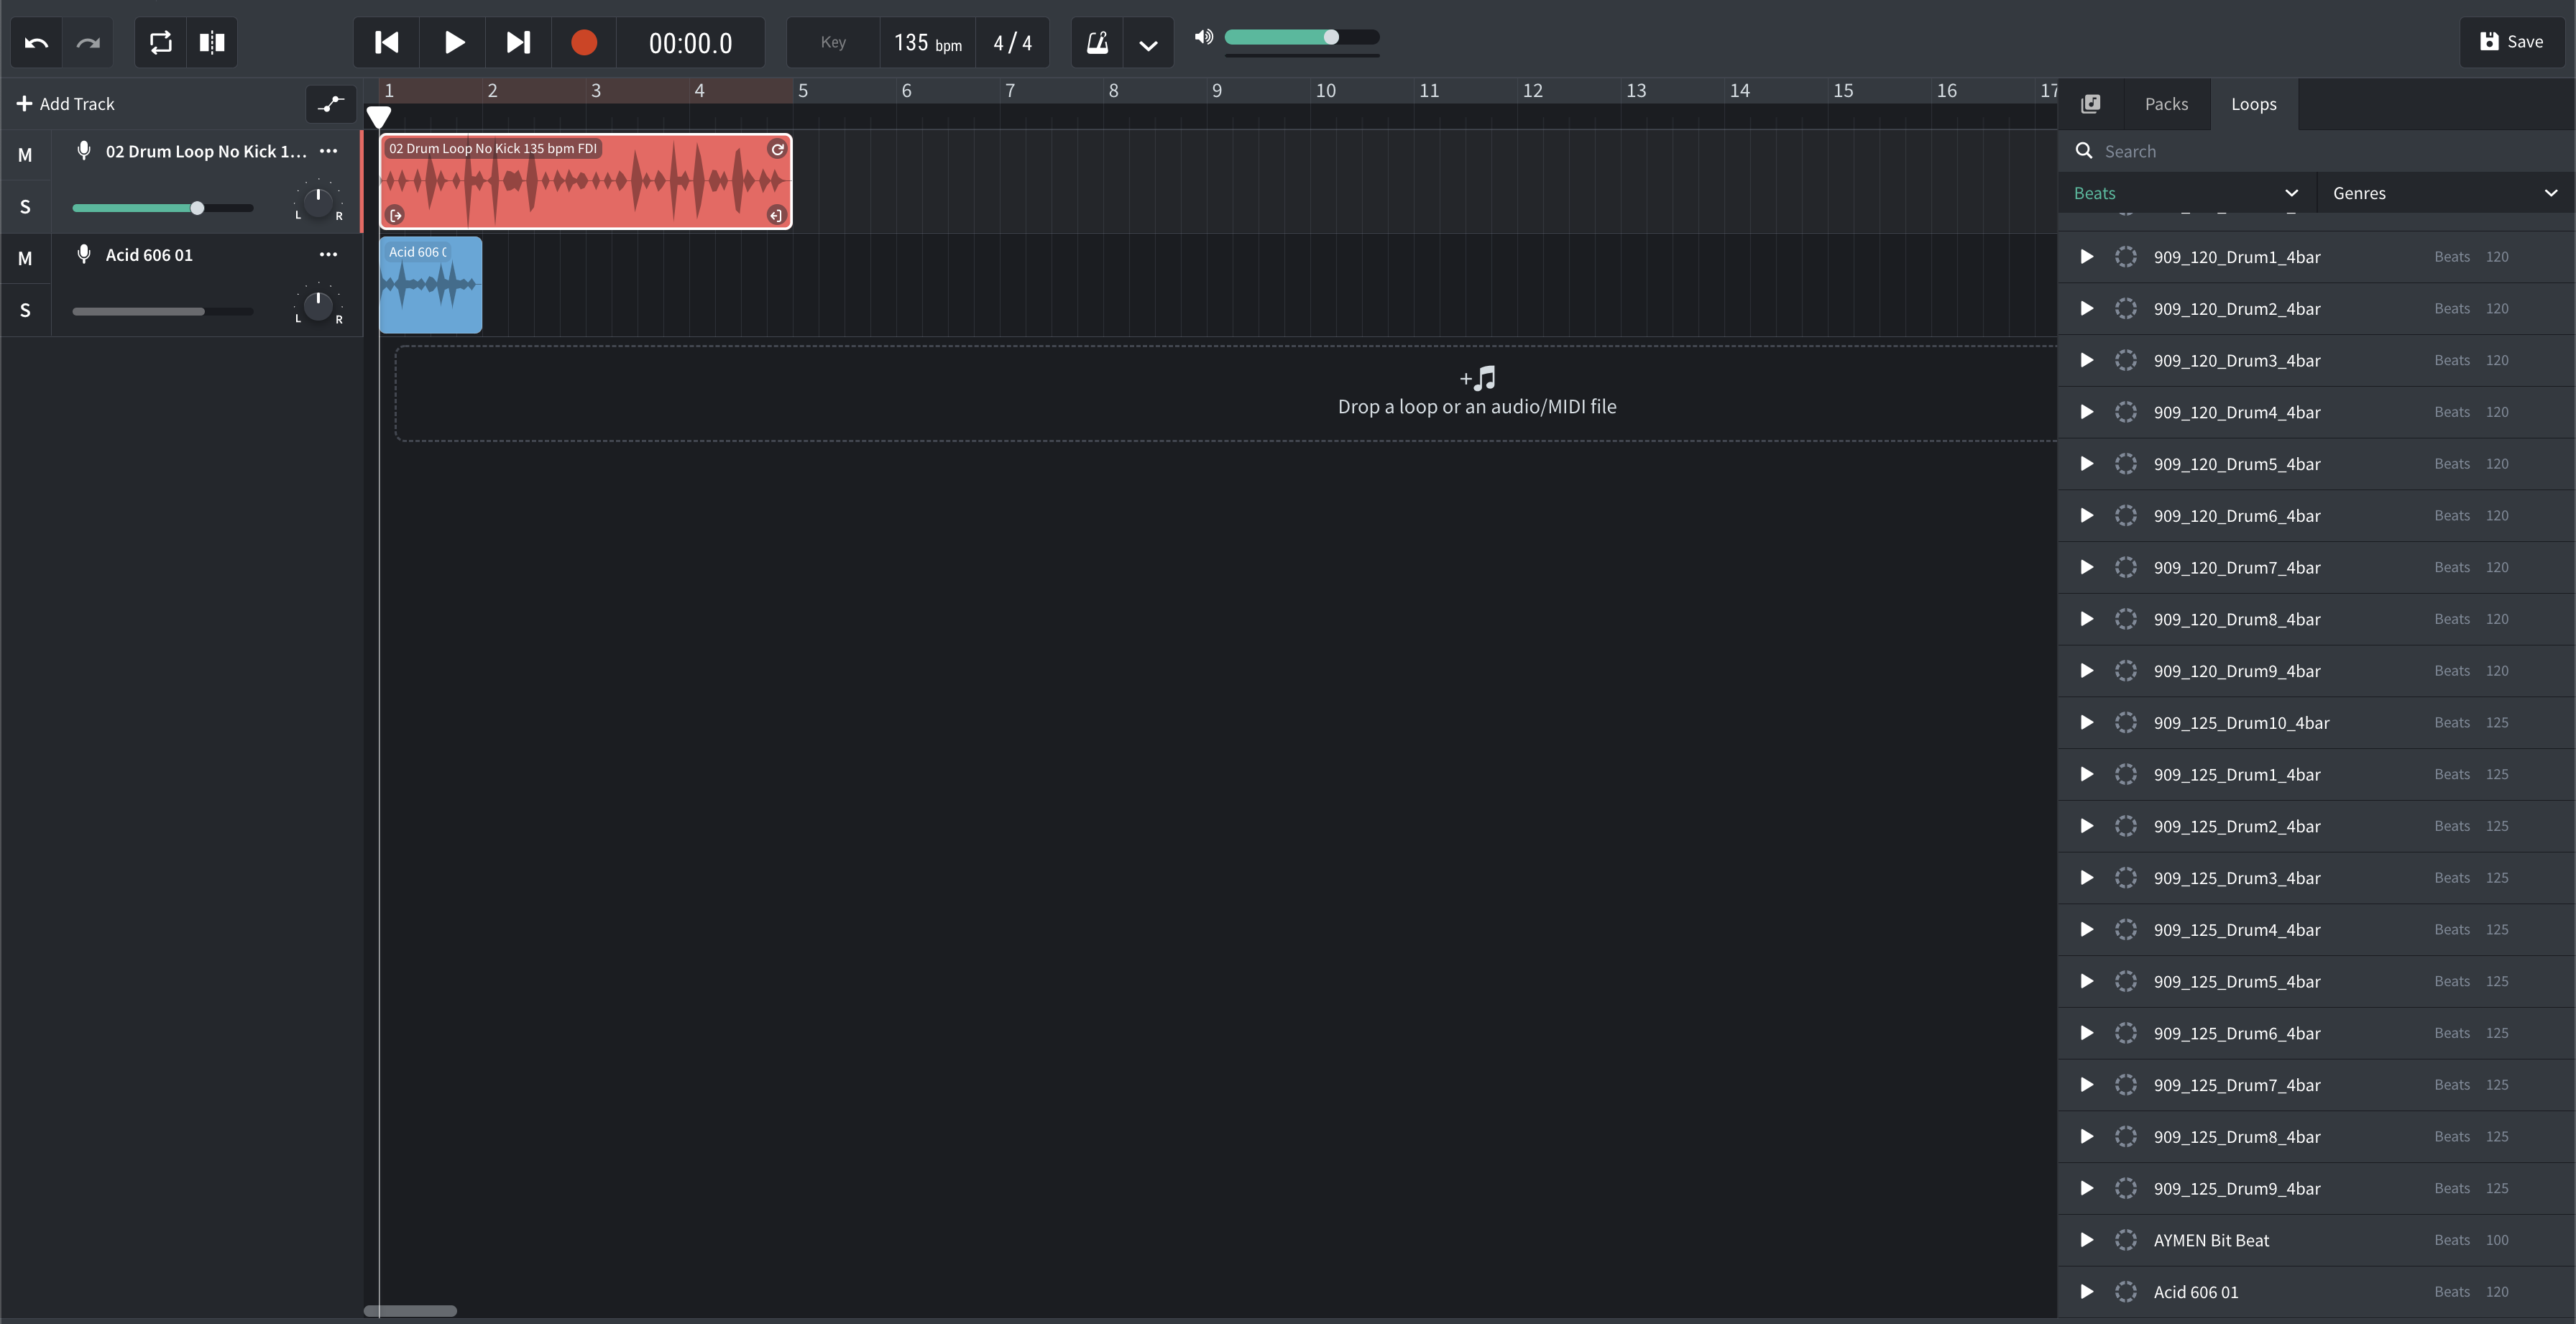 00:00.0
Key
135 bpm
4 / 4
Save
Add Track
1 2 3 4 5 6 7 8 9 10 11 12 13 14 15 16 17
Packs
Loops
M
02 Drum Loop No Kick 1...
S
L R
02 Drum Loop No Kick 135 bpm FDI
Search
Beats
Genres
M
Acid 606 01
S
L R
Acid 606
Drop a loop or an audio/MIDI file
909_120_Drum1_4bar Beats 120
909_120_Drum2_4bar Beats 120
909_120_Drum3_4bar Beats 120
909_120_Drum4_4bar Beats 120
909_120_Drum5_4bar Beats 120
909_120_Drum6_4bar Beats 120
909_120_Drum7_4bar Beats 120
909_120_Drum8_4bar Beats 120
909_120_Drum9_4bar Beats 120
909_125_Drum10_4bar Beats 125
909_125_Drum1_4bar Beats 125
909_125_Drum2_4bar Beats 125
909_125_Drum3_4bar Beats 125
909_125_Drum4_4bar Beats 125
909_125_Drum5_4bar Beats 125
909_125_Drum6_4bar Beats 125
909_125_Drum7_4bar Beats 125
909_125_Drum8_4bar Beats 125
909_125_Drum9_4bar Beats 125
AYMEN Bit Beat Beats 100
Acid 606 01 Beats 120